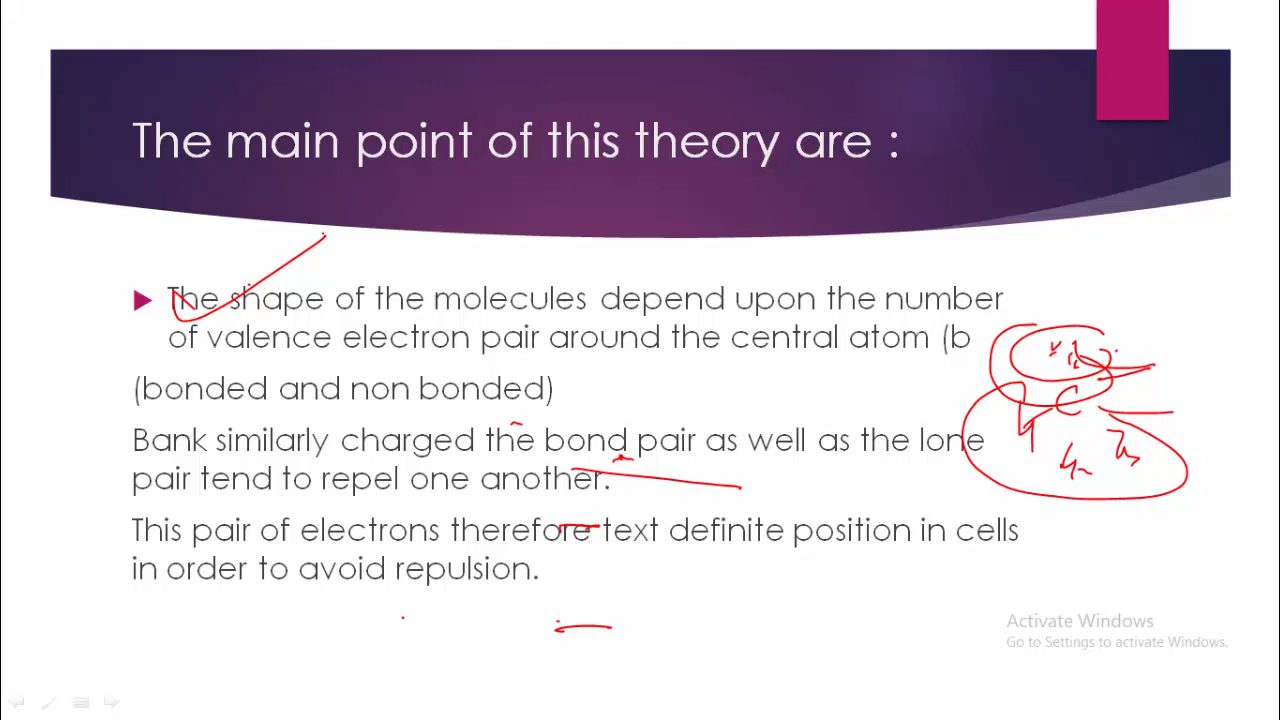 The main point of this theory are :
The shape of the molecules depend upon the number
of valence electron pair around the central atom (b
(bonded and non bonded)
Bank similarly charged the bond pair as well as the lone
pair tend to repel one another.
This pair of electrons therefore text definite position in cells
in order to avoid repulsion.
Activate Windows
Go to Settings to activate Windows.